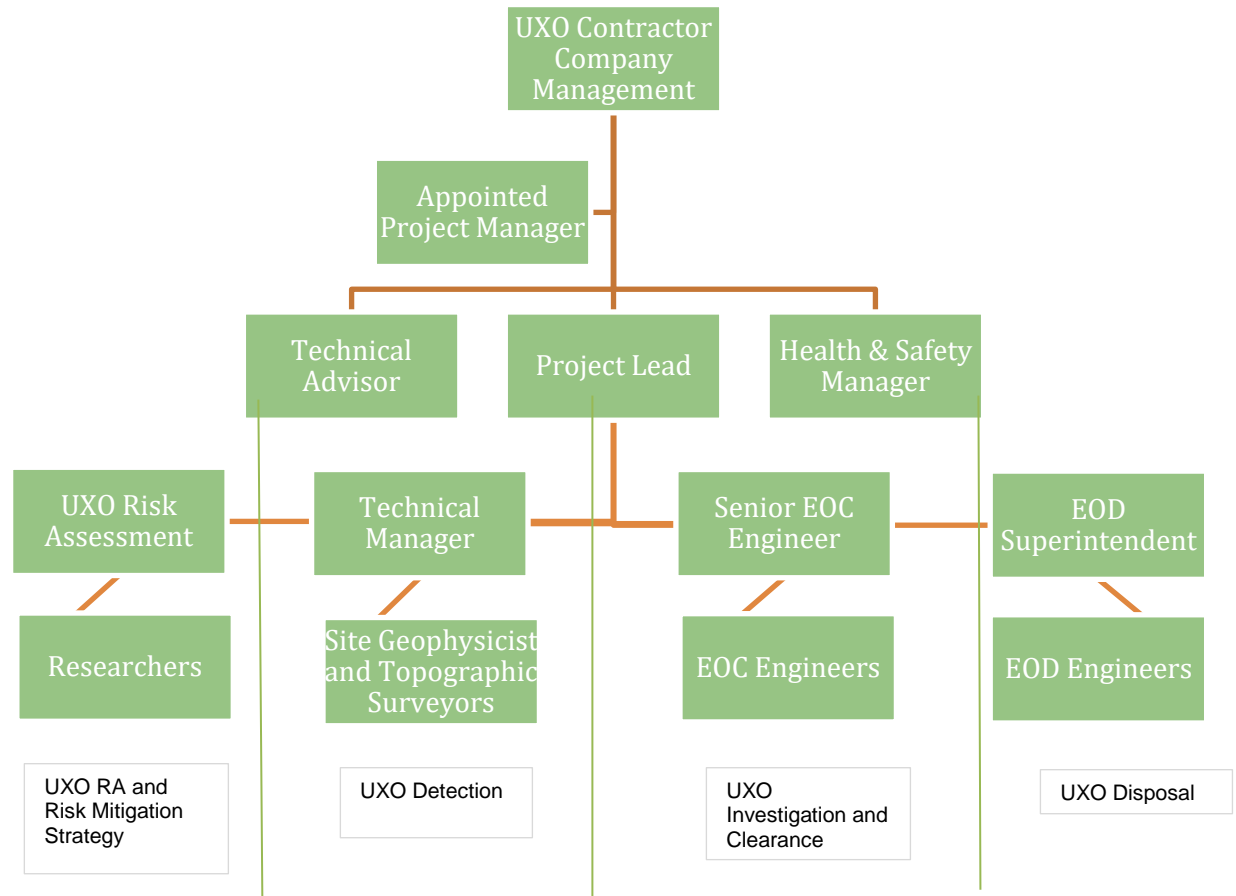 UXO Contractor
Company
Management
Appointed
Project Manager
Technical
Advisor
Project Lead
Health & Safety
Manager
UXO Risk
Assessment
Technical
Manager
Senior EOC
Engineer
EOD
Superintendent
Researchers
Site Geophysicist
and Topographic
Surveyors
EOC Engineers
EOD Engineers
UXO RA and
Risk Mitigation
Strategy
UXO Detection
UXO
Investigation and
Clearance
UXO Disposal